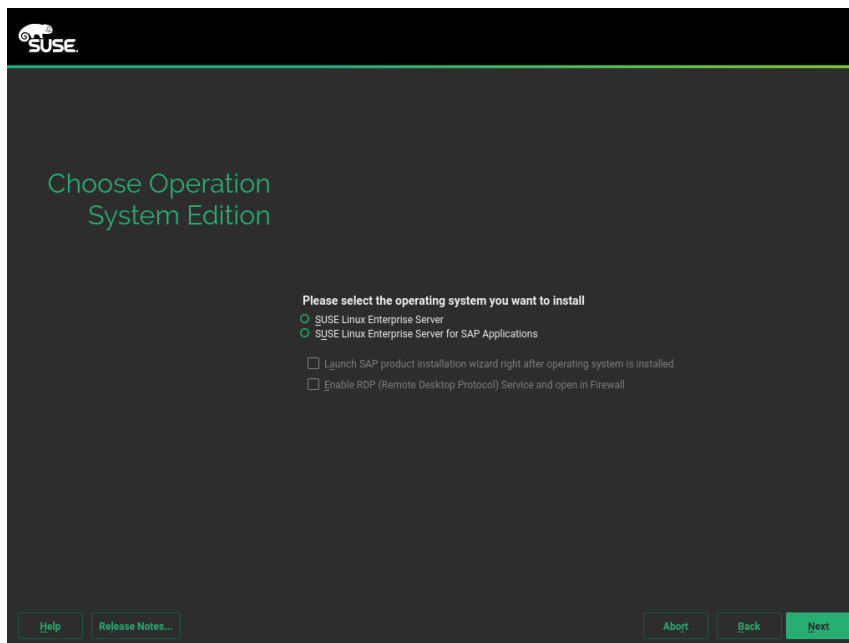 SUSE.
Choose Operation
System Edition
Please select the operating system you want to install
SUSE Linux Enterprise Server
SUSE Linux Enterprise Server for SAP Applications
Launch SAP product installation wizard right after operating system is installed
Enable RDP (Remote Desktop Protocol) Service and open in Firewall
Help Release Notes... Abort Back Next